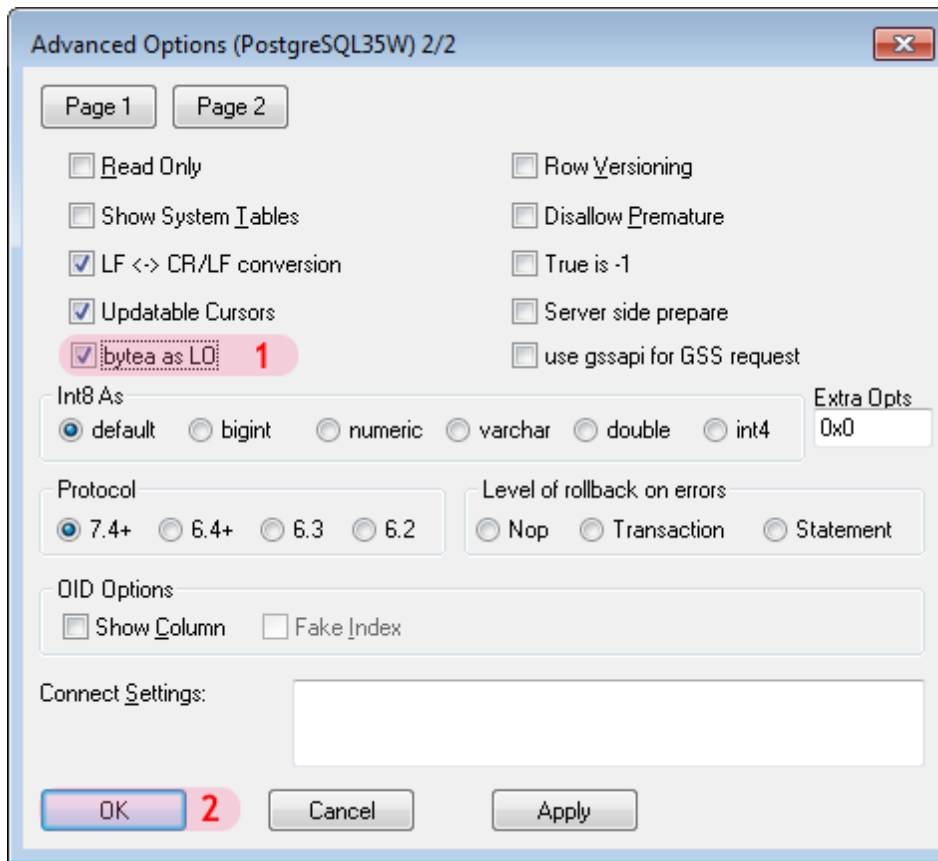 Advanced Options (PostgreSQL35W) 2/2
Page 1 Page 2
Read Only
Row Versioning
Show System Tables
Disallow Premature
LF <-> CR/LF conversion
True is -1
Updatable Cursors
Server side prepare
bytea as LO 1
use gssapi for GSS request
Int8 As
default bigint numeric varchar double int4
Extra Opts
0x0
Protocol
7.4+ 6.4+ 6.3 6.2
Level of rollback on errors
Nop Transaction Statement
OID Options
Show Column Fake Index
Connect Settings:
OK 2 Cancel Apply